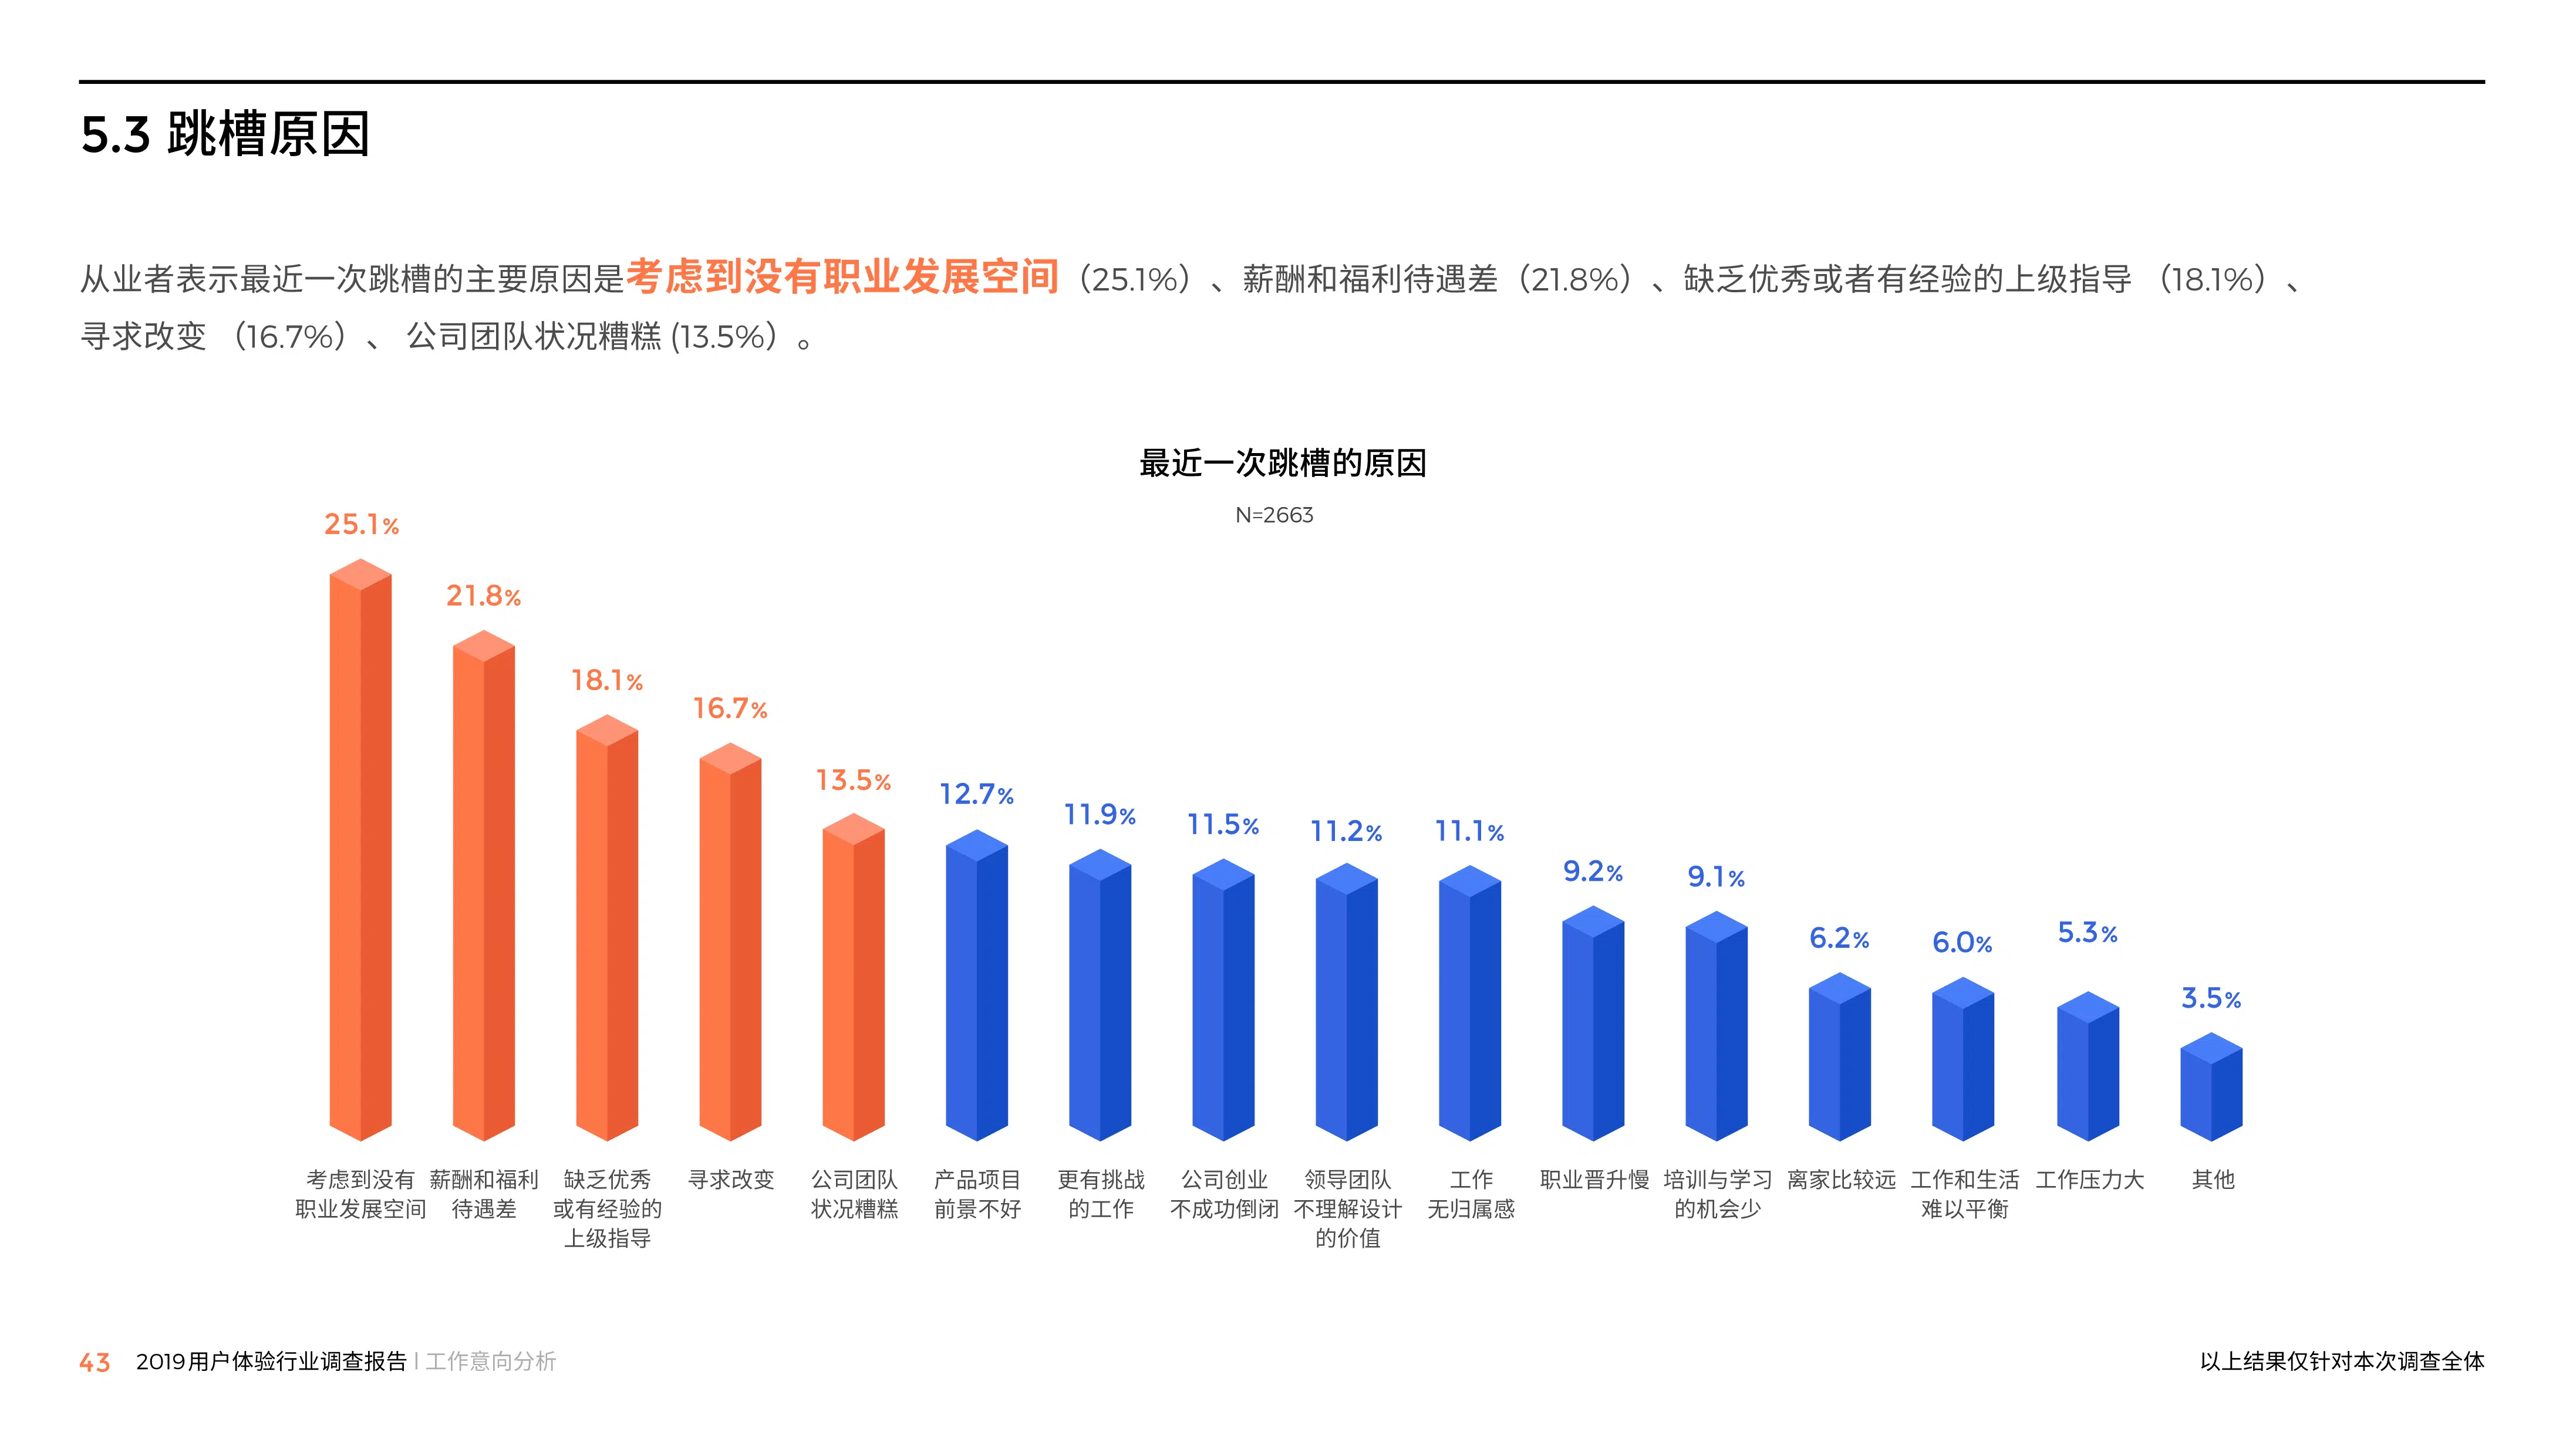 5.3 跳槽原因
从业者表示最近一次跳槽的主要原因是考虑到没有职业发展空间（25.1%）、薪酬和福利待遇差（21.8%）、缺乏优秀或者有经验的上级指导 （18.1%）、
寻求改变 （16.7%）、 公司团队状况糟糕 (13.5%）。
最近一次跳槽的原因
N=2663
25.1%
21.8%
18.1%
16.7%
13.5%
12.7%
11.9%
11.5%
11.2%
11.1%
9.2%
9.1%
6.2%
6.0%
5.3%
3.5%
考虑到没有
职业发展空间
薪酬和福利
待遇差
缺乏优秀
或有经验的
上级指导
寻求改变
公司团队
状况糟糕
产品项目
前景不好
更有挑战
的工作
公司创业
不成功倒闭
领导团队
不理解设计
的价值
工作
无归属感
职业晋升慢
培训与学习
的机会少
离家比较远
工作和生活
难以平衡
工作压力大
其他
43 2019用户体验行业调查报告 | 工作意向分析
以上结果仅针对本次调查全体